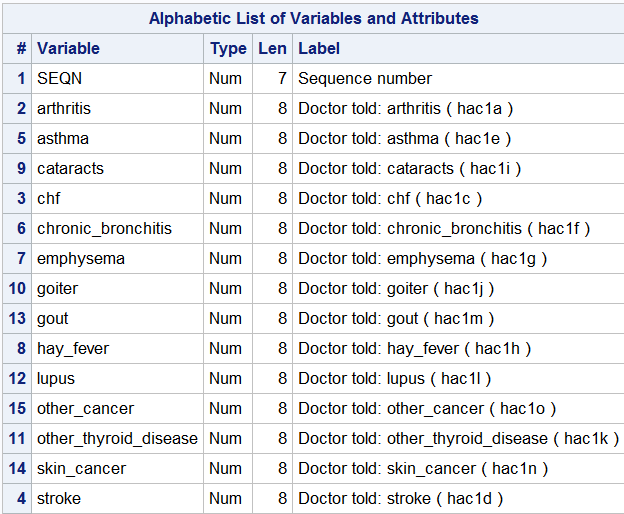 Alphabetic List of Variables and Attributes
# Variable Type Len Label
1 SEQN Num 7 Sequence number
2 arthritis Num 8 Doctor told: arthritis ( hac1a )
5 asthma Num 8 Doctor told: asthma ( hac1e )
9 cataracts Num 8 Doctor told: cataracts ( hac1i )
3 chf Num 8 Doctor told: chf ( hac1c )
6 chronic_bronchitis Num 8 Doctor told: chronic_bronchitis ( hac1f )
7 emphysema Num 8 Doctor told: emphysema ( hac1g )
10 goiter Num 8 Doctor told: goiter ( hac1j )
13 gout Num 8 Doctor told: gout ( hac1m )
8 hay_fever Num 8 Doctor told: hay_fever ( hac1h )
12 lupus Num 8 Doctor told: lupus ( hac1l )
15 other_cancer Num 8 Doctor told: other_cancer ( hac1o )
11 other_thyroid_disease Num 8 Doctor told: other_thyroid_disease ( hac1k )
14 skin_cancer Num 8 Doctor told: skin_cancer ( hac1n )
4 stroke Num 8 Doctor told: stroke ( hac1d )